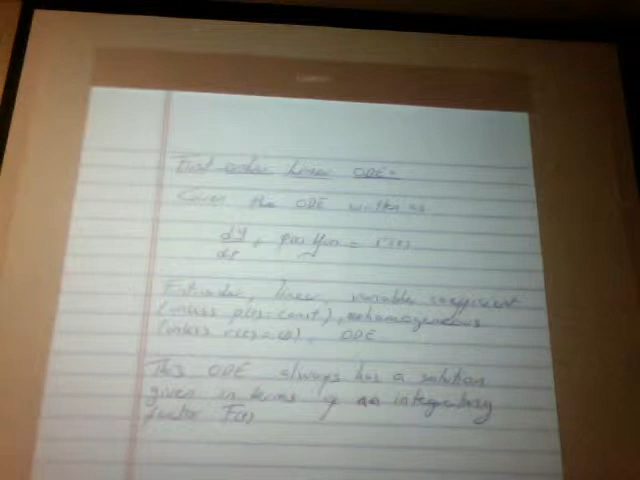 First order linear ODE:
Given the ODE written as
dy/dx + p(x) y(x) = r(x)
First order, linear, variable coefficient
(unless p(x) = const), nonhomogeneous
(unless r(x) = 0), ODE
This ODE always has a solution
given in terms of an integrating
factor F(x)